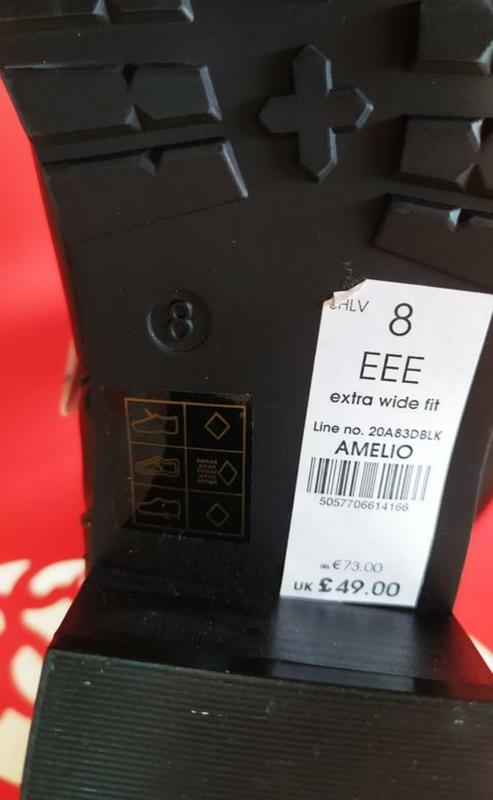 8
CHLV 8
EEE
extra wide fit
Line no. 20A83DBLK
AMELIO
5057706614166
€73.00
UK £49.00